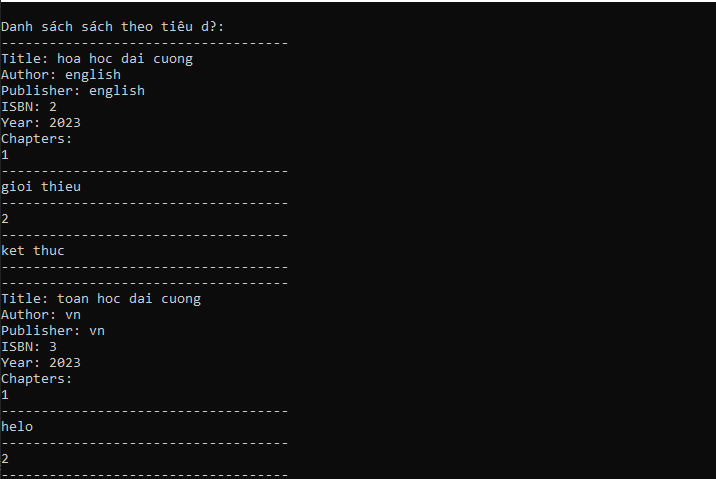 Danh sách sách theo tiêu d?:
------------------------------------
Title: hoa hoc dai cuong
Author: english
Publisher: english
ISBN: 2
Year: 2023
Chapters:
1
------------------------------------
gioi thieu
------------------------------------
2
------------------------------------
ket thuc
------------------------------------
------------------------------------
Title: toan hoc dai cuong
Author: vn
Publisher: vn
ISBN: 3
Year: 2023
Chapters:
1
------------------------------------
helo
------------------------------------
2
------------------------------------